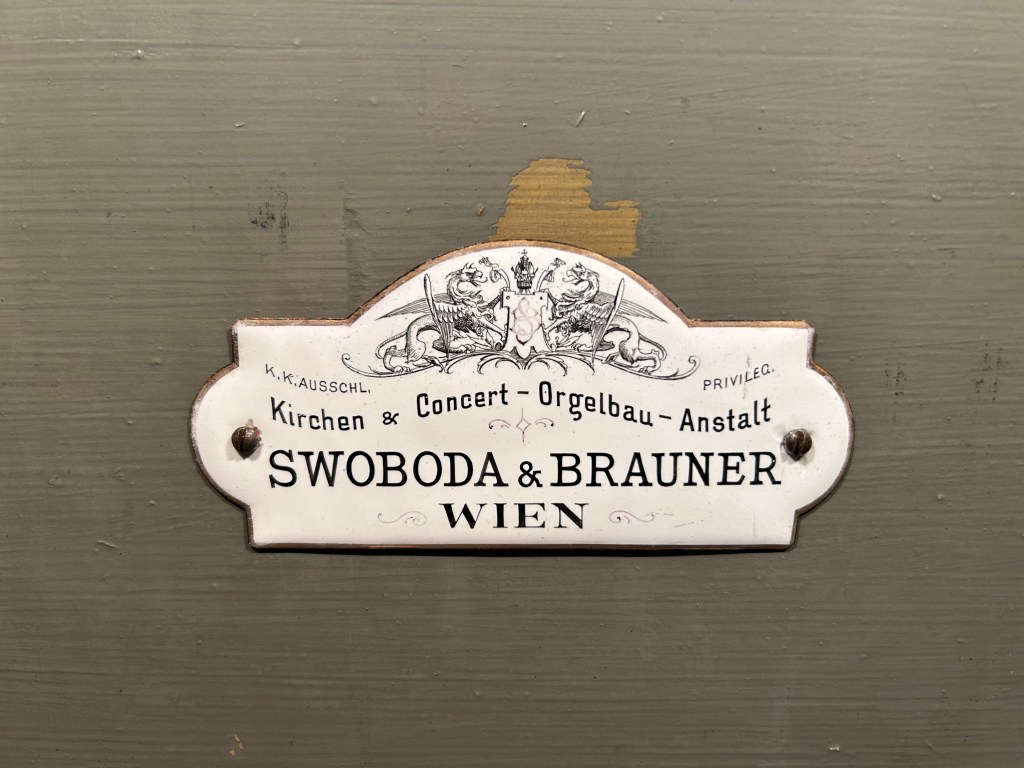 K. K. AUSSCHL. PRIVILEG.
Kirchen & Concert-Orgelbau-Anstalt
SWOBODA & BRAUNER
WIEN